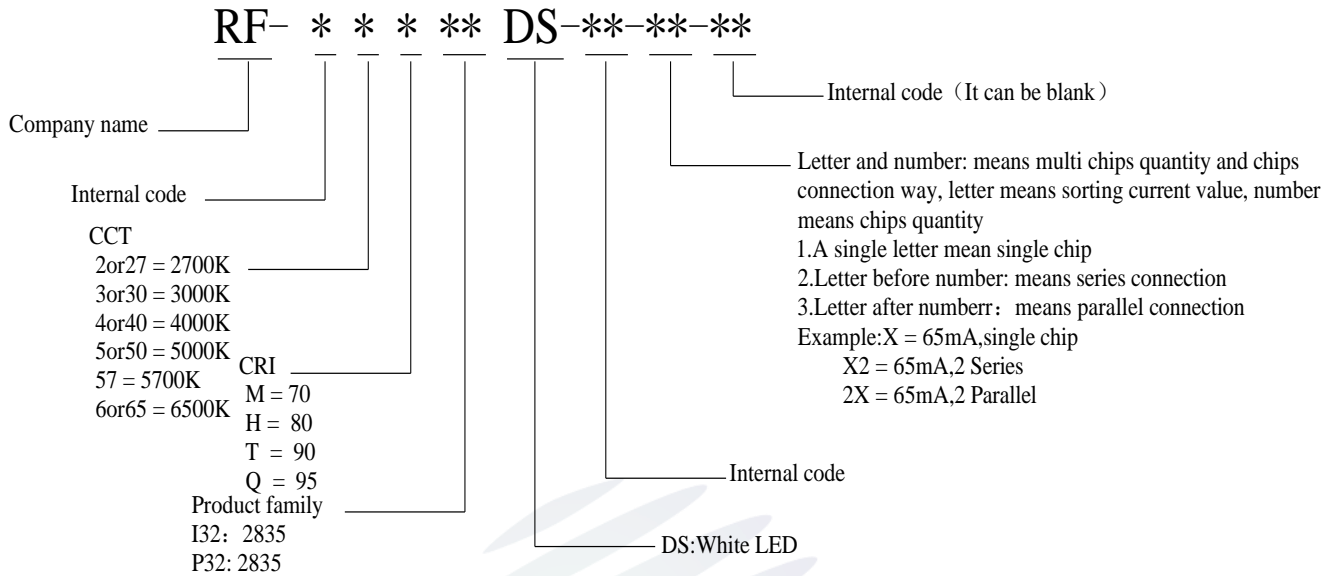 RF- * * * ** DS-**-**-**
Internal code（It can be blank）
Company name
Letter and number: means multi chips quantity and chips
connection way, letter means sorting current value, number
means chips quantity
1.A single letter mean single chip
2.Letter before number: means series connection
3.Letter after numberr：means parallel connection
Example:X = 65mA,single chip
X2 = 65mA,2 Series
2X = 65mA,2 Parallel
Internal code
CCT
2or27 = 2700K
3or30 = 3000K
4or40 = 4000K
5or50 = 5000K
57 = 5700K
6or65 = 6500K
CRI
M = 70
H = 80
T = 90
Q = 95
Product family
I32：2835
P32: 2835
Internal code
DS:White LED